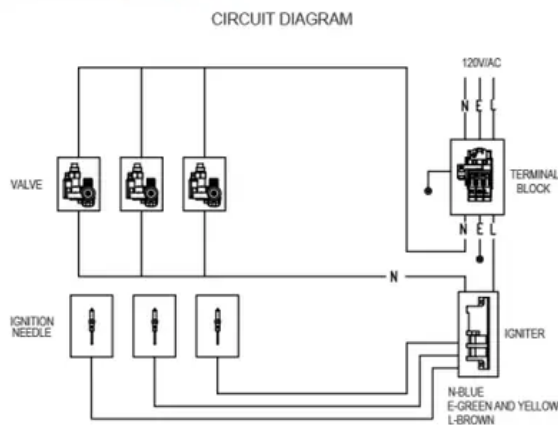 CIRCUIT DIAGRAM
120V/AC
N E L
VALVE
TERMINAL
BLOCK
N E L
N
IGNITION
NEEDLE
IGNITER
N-BLUE
E-GREEN AND YELLOW
L-BROWN